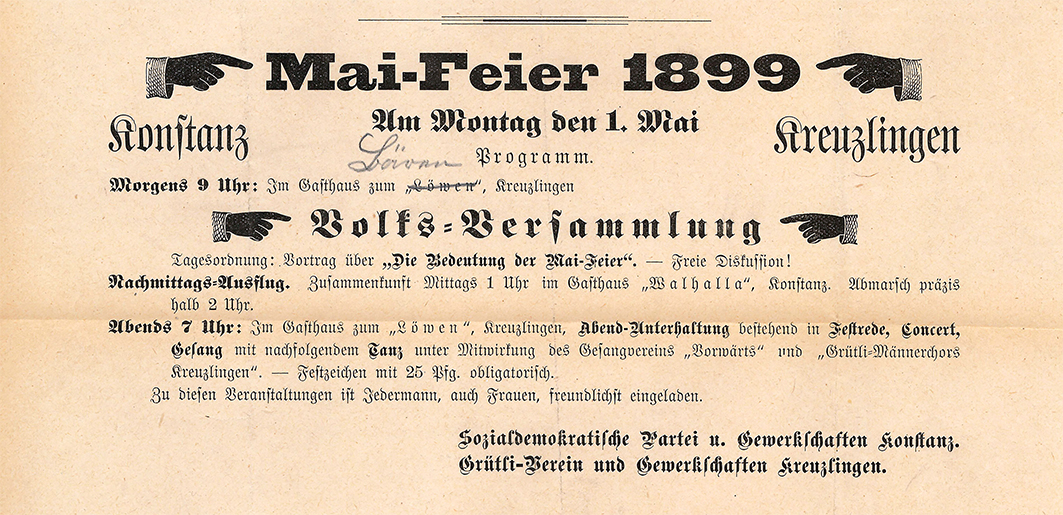 Mai-Feier 1899
Konstanz
Am Montag den 1. Mai
Kreuzlingen
Bären
Programm.
Morgens 9 Uhr: Im Gasthaus zum „Löwen“, Kreuzlingen
Volks-Versammlung
Tagesordnung: Vortrag über „Die Bedeutung der Mai-Feier“. — Freie Diskussion!
Nachmittags-Ausflug. Zusammenkunft Mittags 1 Uhr im Gasthaus „Walhalla“, Konstanz. Abmarsch präzis
halb 2 Uhr.
Abends 7 Uhr: Im Gasthaus zum „Löwen“, Kreuzlingen, Abend-Unterhaltung bestehend in Festrede, Concert,
Gesang mit nachfolgendem Tanz unter Mitwirkung des Gesangvereins „Vorwärts“ und „Grütli-Männerchors
Kreuzlingen“. — Festzeichen mit 25 Pfg. obligatorisch.
Zu diesen Veranstaltungen ist Jedermann, auch Frauen, freundlichst eingeladen.
Sozialdemokratische Partei u. Gewerkschaften Konstanz.
Grütli-Verein und Gewerkschaften Kreuzlingen.